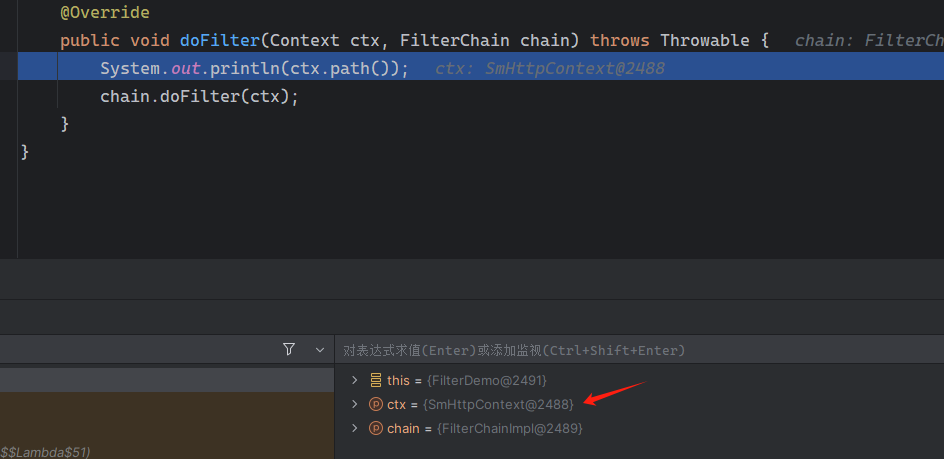 @Override
public void doFilter(Context ctx, FilterChain chain) throws Throwable {   chain: FilterCh
System.out.println(ctx.path());   ctx: SmHttpContext@2488
chain.doFilter(ctx);
}
}
对表达式求值(Enter)或添加监视(Ctrl+Shift+Enter)
this = {FilterDemo@2491}
ctx = {SmHttpContext@2488}
chain = {FilterChainImpl@2489}
$$Lambda$51)